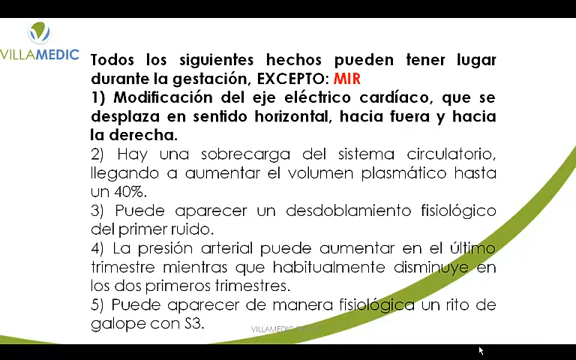 VILLAMEDIC
Todos los siguientes hechos pueden tener lugar
durante la gestación, EXCEPTO: MIR
1) Modificación del eje eléctrico cardíaco, que se
desplaza en sentido horizontal, hacia fuera y hacia
la derecha.
2) Hay una sobrecarga del sistema circulatorio,
llegando a aumentar el volumen plasmático hasta
un 40%.
3) Puede aparecer un desdoblamiento fisiológico
del primer ruido.
4) La presión arterial puede aumentar en el último
trimestre mientras que habitualmente disminuye en
los dos primeros trimestres.
5) Puede aparecer de manera fisiológica un rito de
galope con S3.
VILLAMEDIC